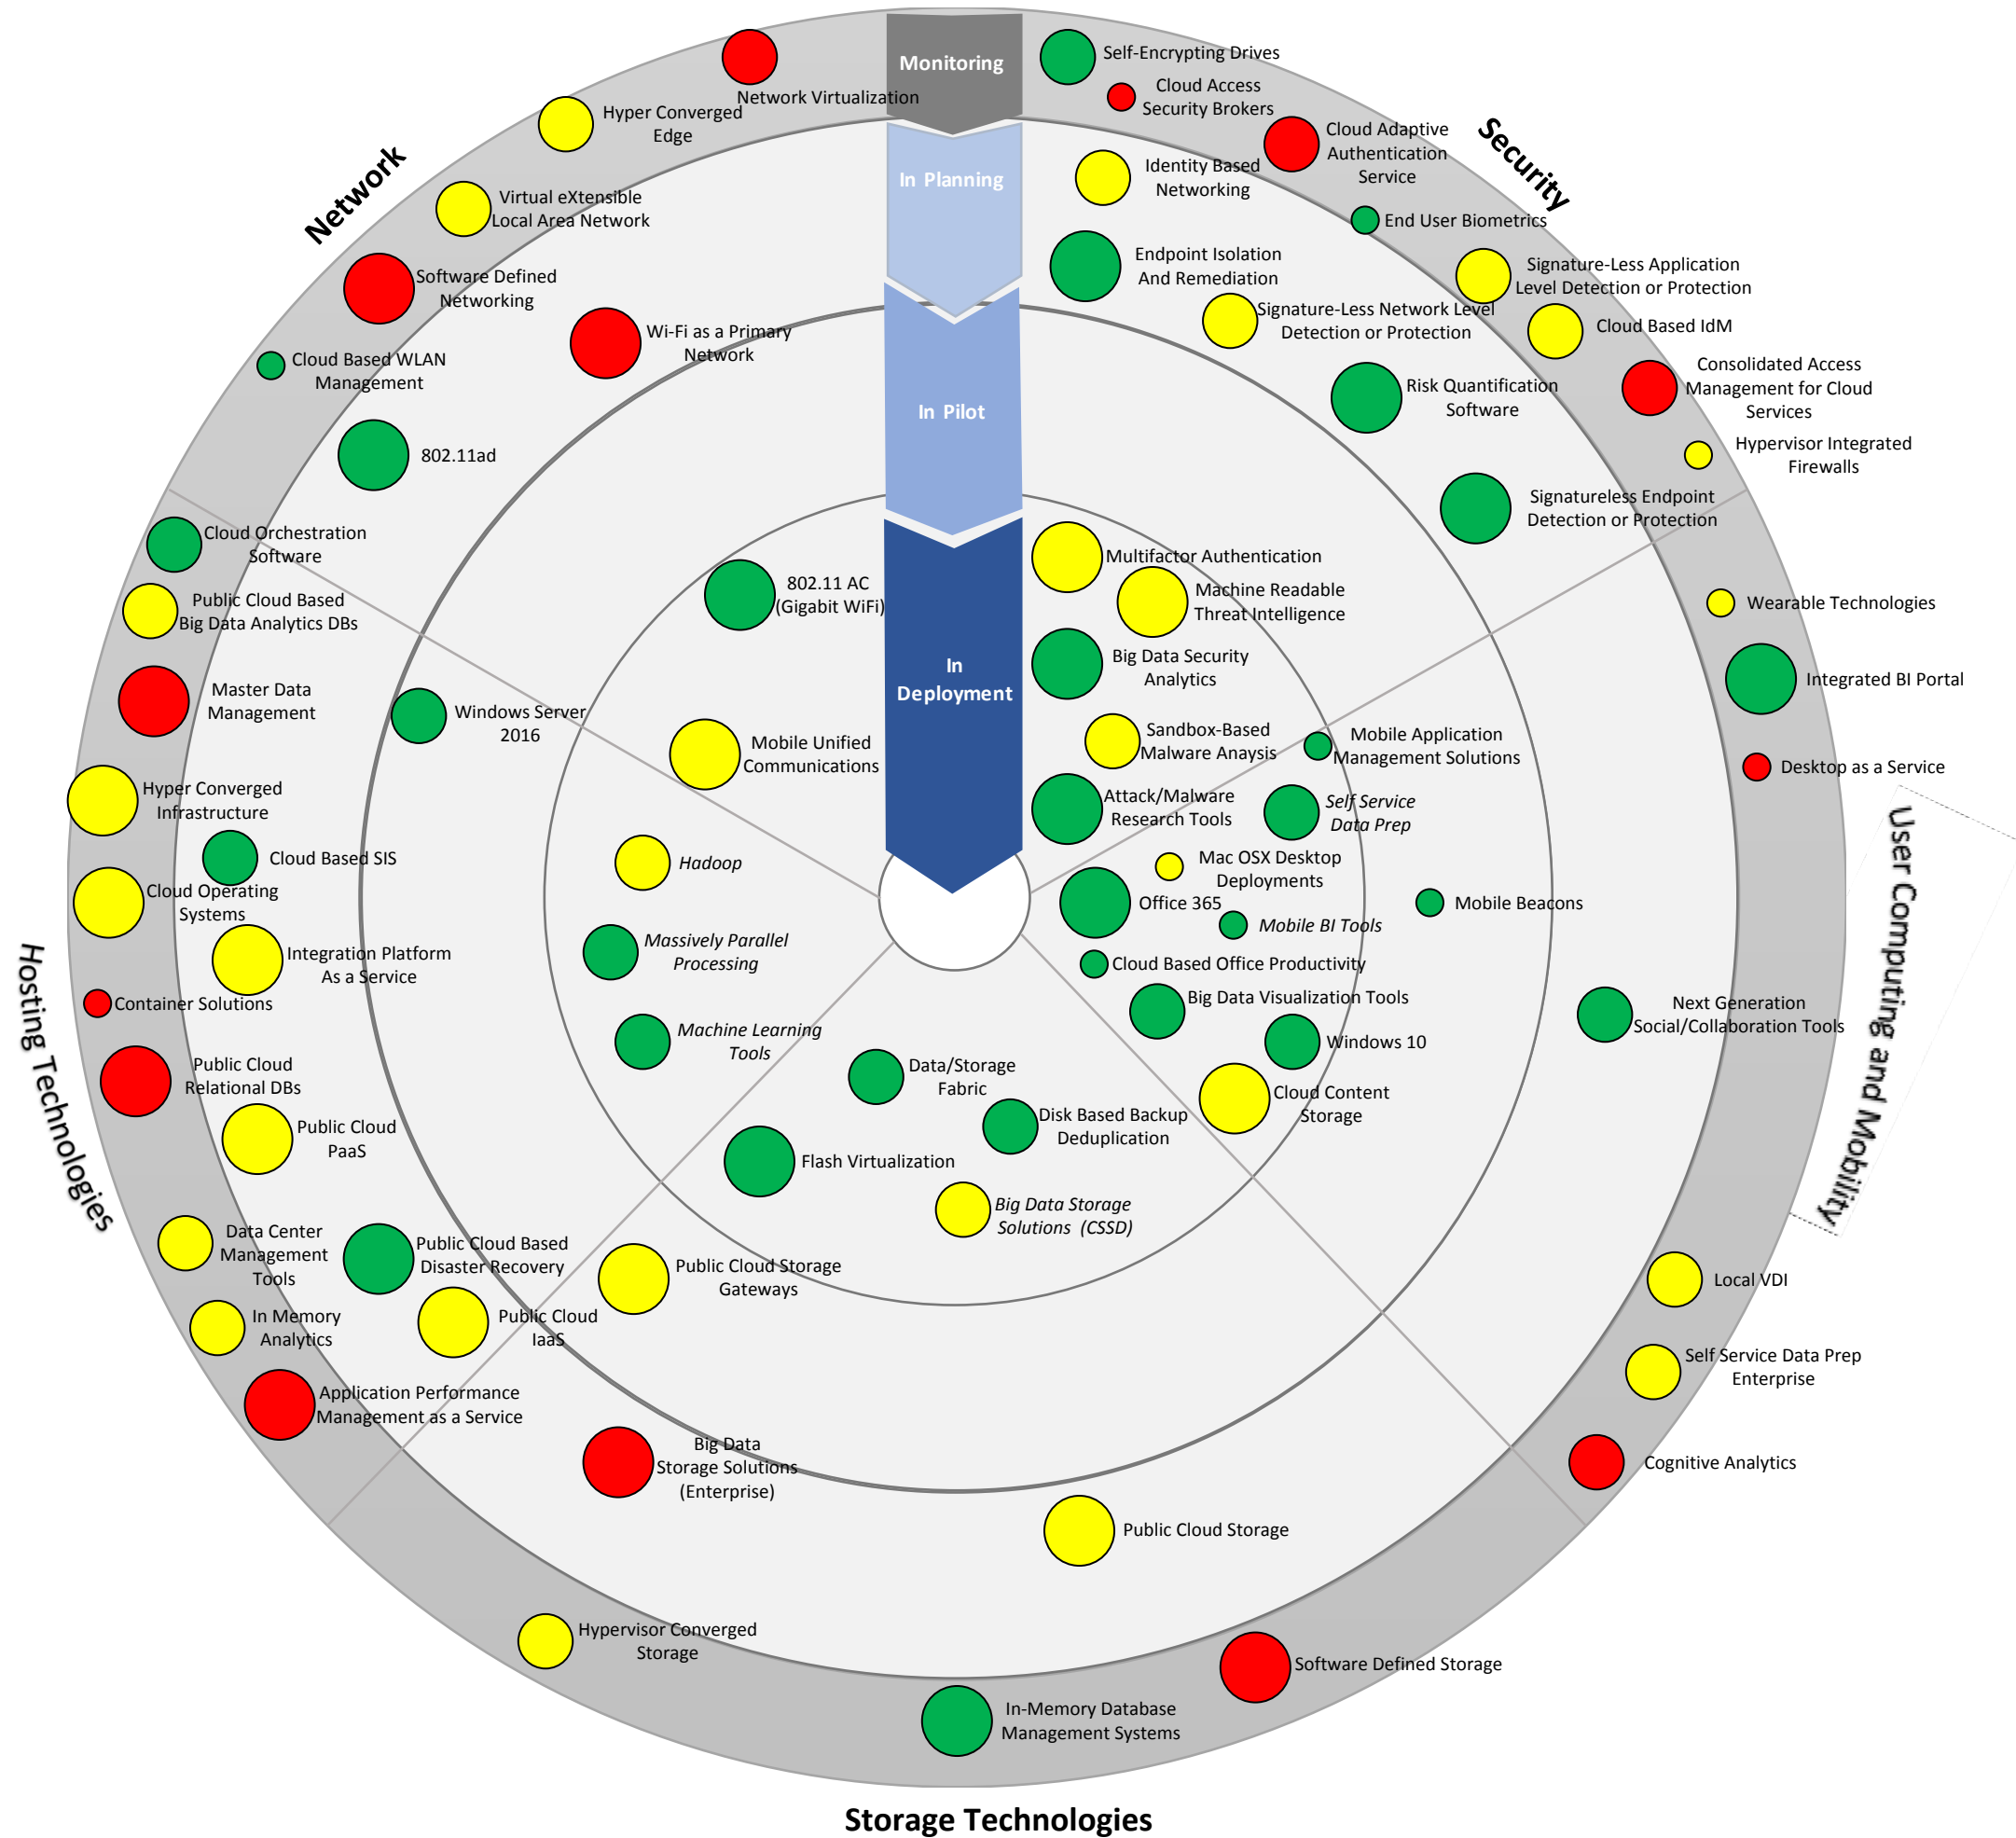 Monitoring
In Planning
In Pilot
In
Deployment
Network
Network Virtualization
Hyper Converged
Edge
Virtual eXtensible
Local Area Network
Software Defined
Networking
Wi-Fi as a Primary
Network
Cloud Based WLAN
Management
802.11ad
802.11 AC
(Gigabit WiFi)
Mobile Unified
Communications
Security
Self-Encrypting Drives
Cloud Access
Security Brokers
Cloud Adaptive
Authentication
Service
Identity Based
Networking
End User Biometrics
Endpoint Isolation
And Remediation
Signature-Less Application
Level Detection or Protection
Signature-Less Network Level
Detection or Protection
Cloud Based IdM
Consolidated Access
Management for Cloud
Services
Risk Quantification
Software
Hypervisor Integrated
Firewalls
Signatureless Endpoint
Detection or Protection
Multifactor Authentication
Machine Readable
Threat Intelligence
Big Data Security
Analytics
Sandbox-Based
Malware Anaysis
Attack/Malware
Research Tools
User Computing and Mobility
Wearable Technologies
Integrated BI Portal
Desktop as a Service
Mobile Application
Management Solutions
Self Service
Data Prep
Mac OSX Desktop
Deployments
Office 365
Mobile BI Tools
Mobile Beacons
Cloud Based Office Productivity
Big Data Visualization Tools
Next Generation
Social/Collaboration Tools
Windows 10
Cloud Content
Storage
Local VDI
Self Service Data Prep
Enterprise
Cognitive Analytics
Hosting Technologies
Cloud Orchestration
Software
Public Cloud Based
Big Data Analytics DBs
Master Data
Management
Windows Server
2016
Hyper Converged
Infrastructure
Cloud Based SIS
Hadoop
Cloud Operating
Systems
Integration Platform
As a Service
Massively Parallel
Processing
Container Solutions
Machine Learning
Tools
Public Cloud
Relational DBs
Public Cloud
PaaS
Data Center
Management
Tools
Public Cloud Based
Disaster Recovery
In Memory
Analytics
Public Cloud
IaaS
Application Performance
Management as a Service
Data/Storage
Fabric
Disk Based Backup
Deduplication
Flash Virtualization
Big Data Storage
Solutions (CSSD)
Public Cloud Storage
Gateways
Big Data
Storage Solutions
(Enterprise)
Public Cloud Storage
Hypervisor Converged
Storage
Software Defined Storage
In-Memory Database
Management Systems
Storage Technologies